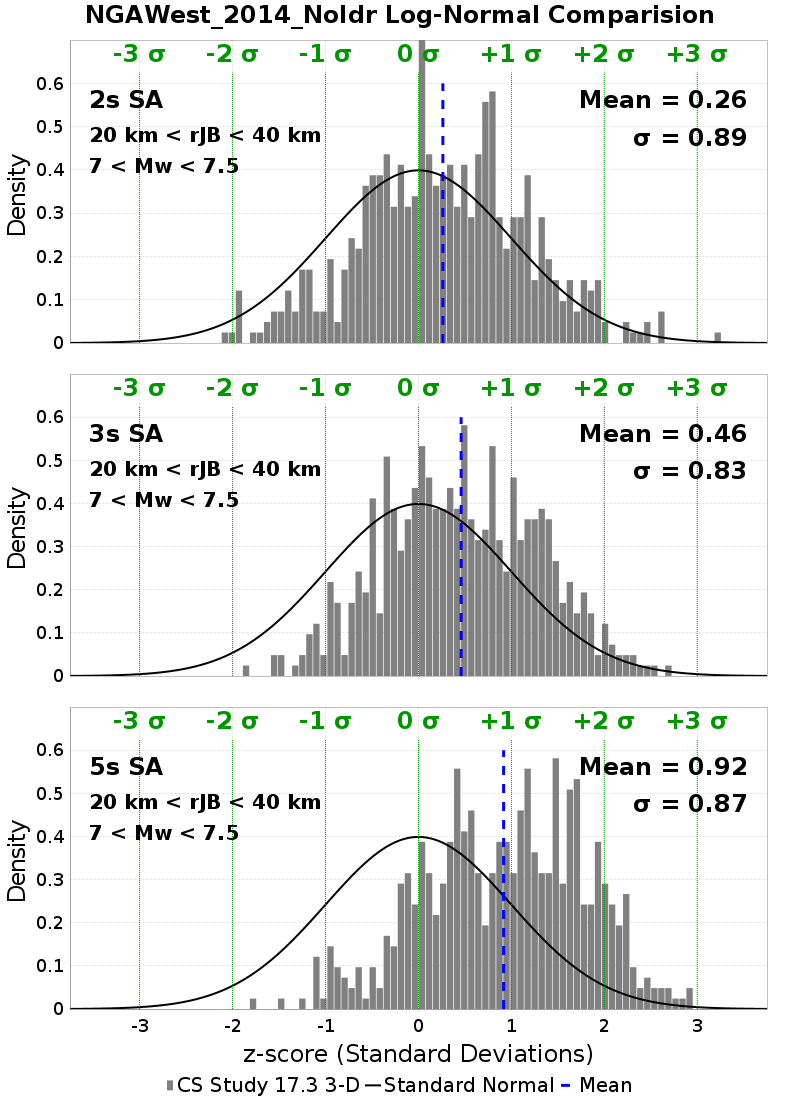 NGAWest_2014_NoIdr Log-Normal Comparision
-3 σ -2 σ -1 σ 0 σ +1 σ +2 σ +3 σ
2s SA
20 km < rJB < 40 km
7 < Mw < 7.5
Mean = 0.26
σ = 0.89
Density
0.6
0.5
0.4
0.3
0.2
0.1
0
-3 σ -2 σ -1 σ 0 σ +1 σ +2 σ +3 σ
3s SA
20 km < rJB < 40 km
7 < Mw < 7.5
Mean = 0.46
σ = 0.83
Density
0.6
0.5
0.4
0.3
0.2
0.1
0
-3 σ -2 σ -1 σ 0 σ +1 σ +2 σ +3 σ
5s SA
20 km < rJB < 40 km
7 < Mw < 7.5
Mean = 0.92
σ = 0.87
Density
0.6
0.5
0.4
0.3
0.2
0.1
0
-3 -2 -1 0 1 2 3
z-score (Standard Deviations)
CS Study 17.3 3-D Standard Normal Mean